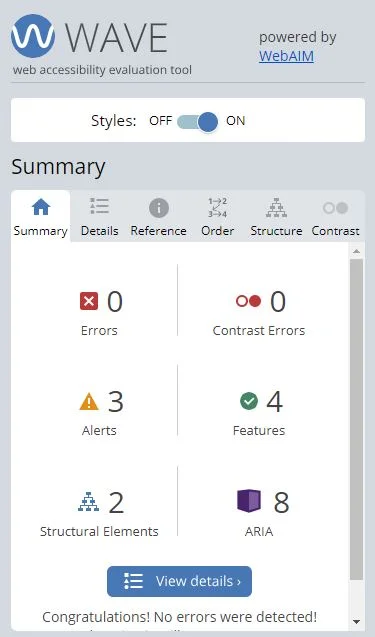 WAVE
powered by
WebAIM
web accessibility evaluation tool
Styles: OFF ON
Summary
Summary Details Reference Order Structure Contrast
0 0
Errors Contrast Errors
3 4
Alerts Features
2 8
Structural Elements ARIA
View details ›
Congratulations! No errors were detected!